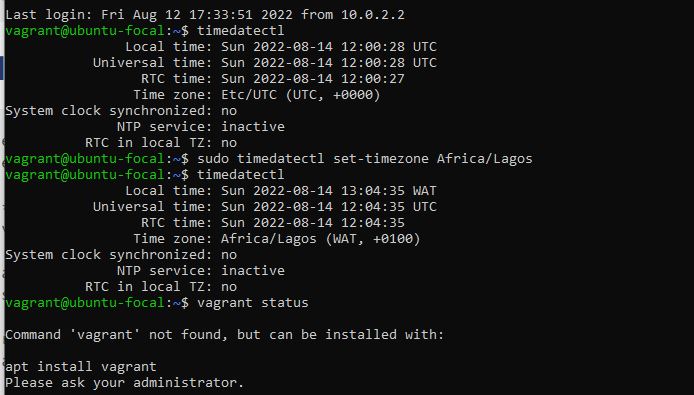 Last login: Fri Aug 12 17:33:51 2022 from 10.0.2.2
vagrant@ubuntu-focal:~$ timedatectl
Local time: Sun 2022-08-14 12:00:28 UTC
Universal time: Sun 2022-08-14 12:00:28 UTC
RTC time: Sun 2022-08-14 12:00:27
Time zone: Etc/UTC (UTC, +0000)
System clock synchronized: no
NTP service: inactive
RTC in local TZ: no
vagrant@ubuntu-focal:~$ sudo timedatectl set-timezone Africa/Lagos
vagrant@ubuntu-focal:~$ timedatectl
Local time: Sun 2022-08-14 13:04:35 WAT
Universal time: Sun 2022-08-14 12:04:35 UTC
RTC time: Sun 2022-08-14 12:04:35
Time zone: Africa/Lagos (WAT, +0100)
System clock synchronized: no
NTP service: inactive
RTC in local TZ: no
vagrant@ubuntu-focal:~$ vagrant status
Command 'vagrant' not found, but can be installed with:
apt install vagrant
Please ask your administrator.